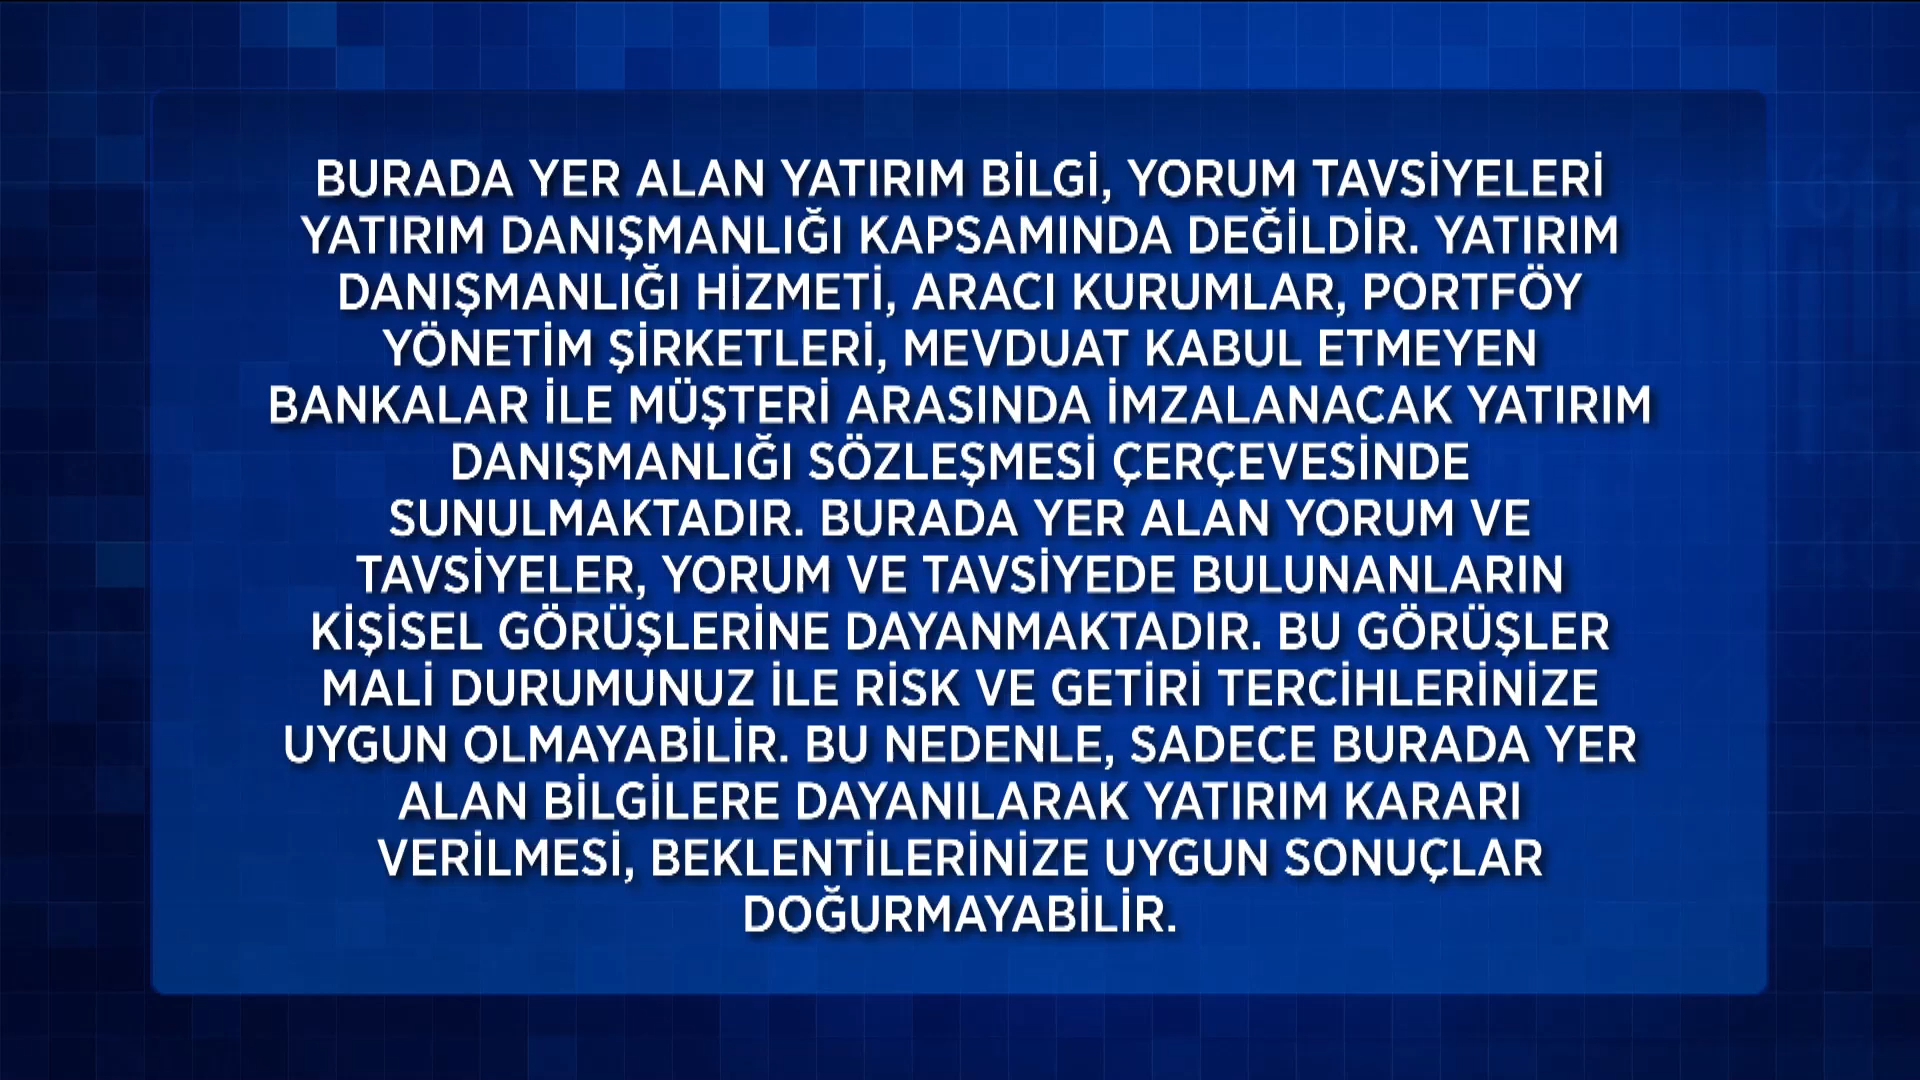 BURADA YER ALAN YATIRIM BİLGİ, YORUM TAVSİYELERİ
YATIRIM DANIŞMANLIĞI KAPSAMINDA DEĞİLDİR. YATIRIM
DANIŞMANLIĞI HİZMETİ, ARACI KURUMLAR, PORTFÖY
YÖNETİM ŞİRKETLERİ, MEVDUAT KABUL ETMEYEN
BANKALAR İLE MÜŞTERİ ARASINDA İMZALANACAK YATIRIM
DANIŞMANLIĞI SÖZLEŞMESİ ÇERÇEVESİNDE
SUNULMAKTADIR. BURADA YER ALAN YORUM VE
TAVSİYELER, YORUM VE TAVSİYEDE BULUNANLARIN
KİŞİSEL GÖRÜŞLERİNE DAYANMAKTADIR. BU GÖRÜŞLER
MALİ DURUMUNUZ İLE RİSK VE GETİRİ TERCİHLERİNİZE
UYGUN OLMAYABİLİR. BU NEDENLE, SADECE BURADA YER
ALAN BİLGİLERE DAYANILARAK YATIRIM KARARI
VERİLMESİ, BEKLENTİLERİNİZE UYGUN SONUÇLAR
DOĞURMAYABİLİR.